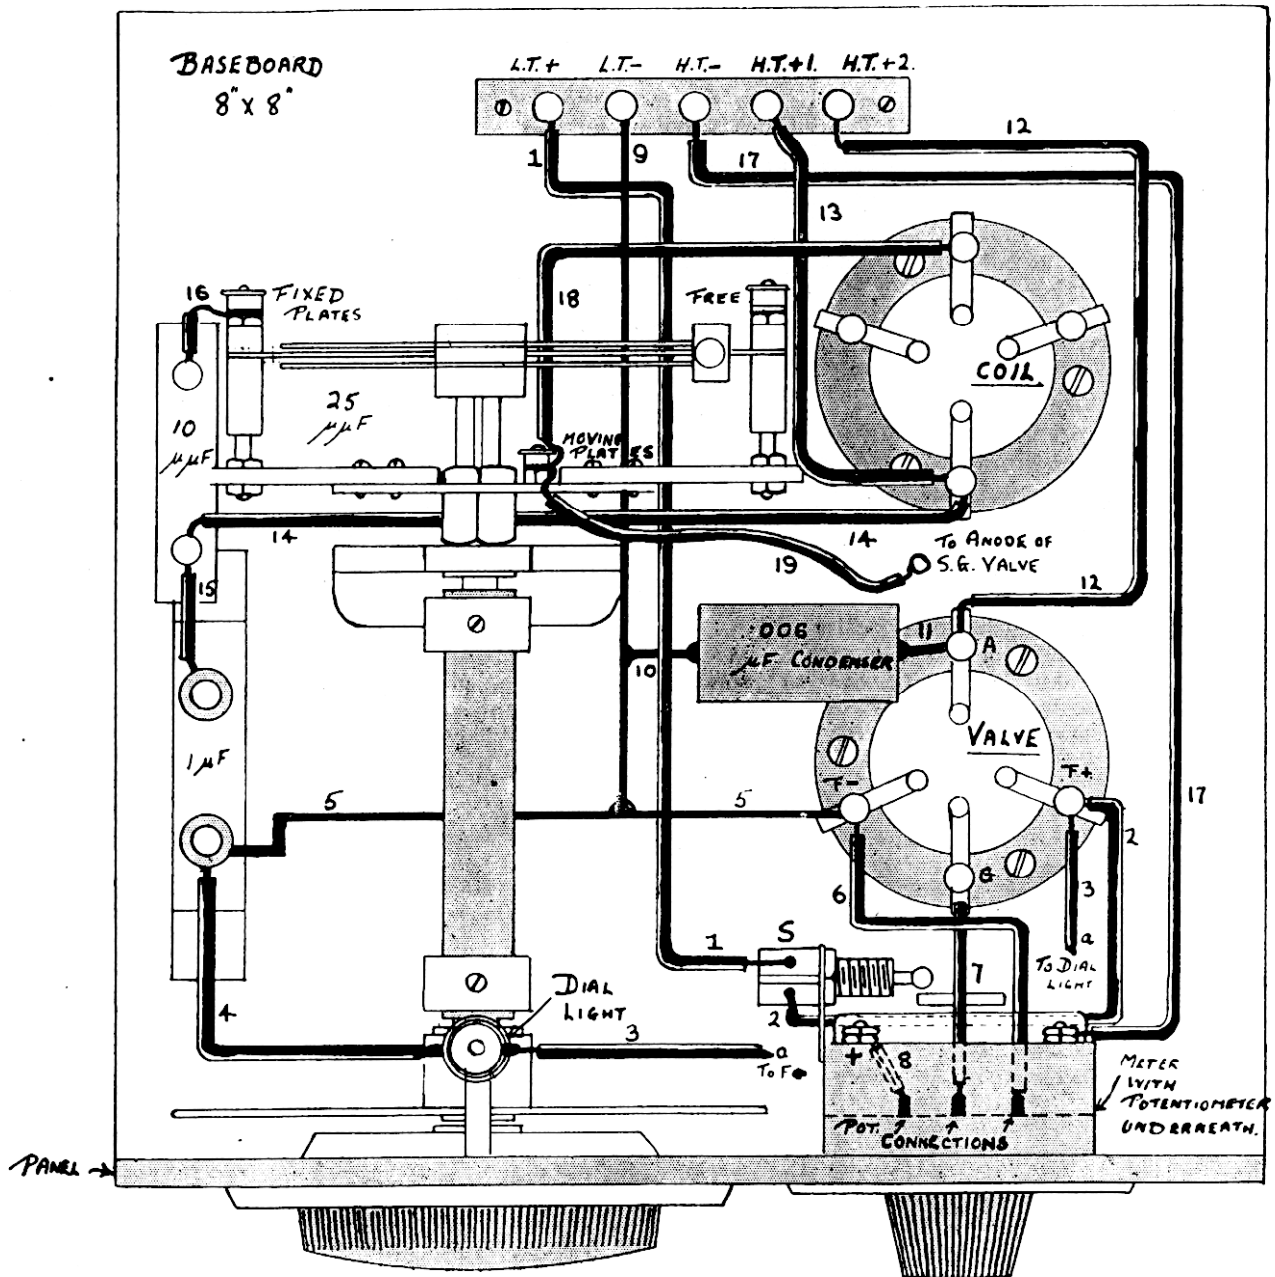 BASEBOARD
8" X 8"
L.T.+ L.T.- H.T.- H.T.+1. H.T.+2.
1
9
17
12
13
16
FIXED
PLATES
18
FREE
COIL
25
µµF
10
µµF
MOVING
PLATES
14
14
15
19
TO ANODE OF
S.G. VALVE
12
.006
µF CONDENSER
11
A
10
VALVE
1 µF
F-
F+
5
5
17
2
G
6
3
a
TO DIAL
LIGHT
1
S
7
4
DIAL
LIGHT
2
3
a
TO F+
+
8
METER
WITH
POTENTIOMETER
UNDERNEATH.
POT.
CONNECTIONS
PANEL